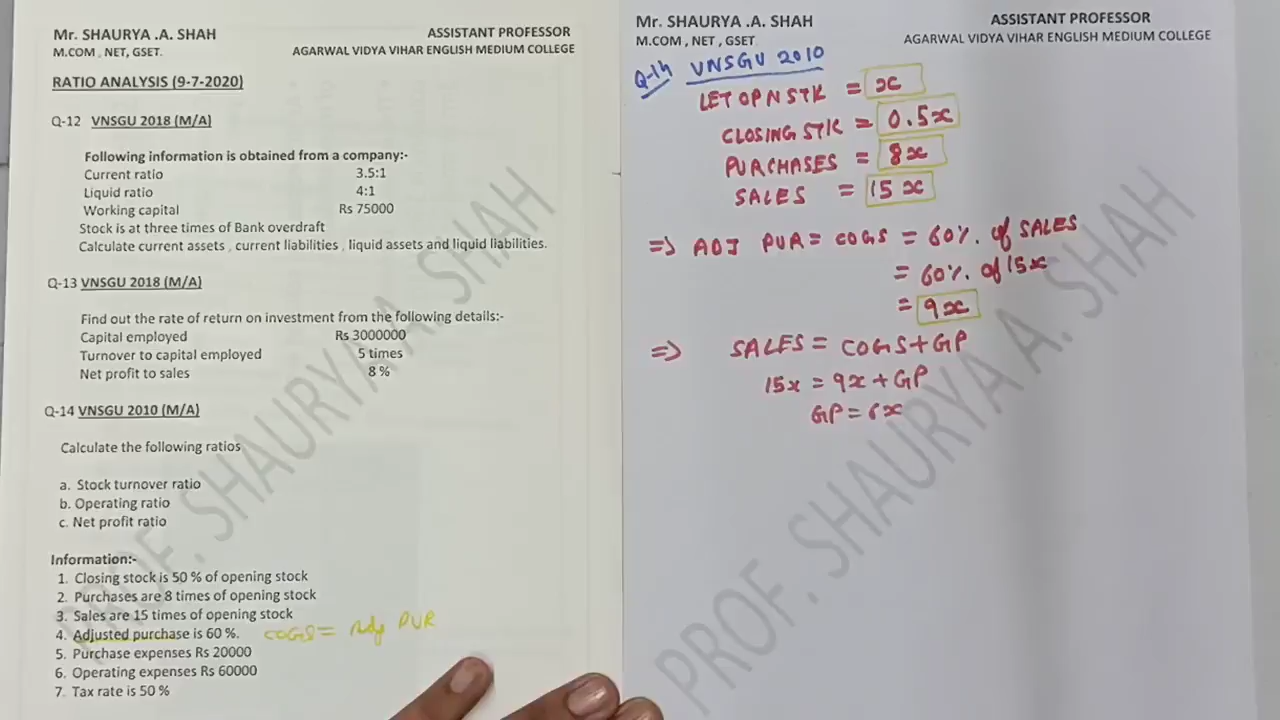 Mr. SHAURYA .A. SHAH
M.COM , NET, GSET.
ASSISTANT PROFESSOR
AGARWAL VIDYA VIHAR ENGLISH MEDIUM COLLEGE
RATIO ANALYSIS (9-7-2020)
Q-12 VNSGU 2018 (M/A)
Following information is obtained from a company:-
Current ratio 3.5:1
Liquid ratio 4:1
Working capital Rs 75000
Stock is at three times of Bank overdraft
Calculate current assets , current liabilities , liquid assets and liquid liabilities.
Q-13 VNSGU 2018 (M/A)
Find out the rate of return on investment from the following details:-
Capital employed Rs 3000000
Turnover to capital employed 5 times
Net profit to sales 8 %
Q-14 VNSGU 2010 (M/A)
Calculate the following ratios
a. Stock turnover ratio
b. Operating ratio
c. Net profit ratio
Information:-
1. Closing stock is 50 % of opening stock
2. Purchases are 8 times of opening stock
3. Sales are 15 times of opening stock
4. Adjusted purchase is 60 %. COGS = Adj PUR
5. Purchase expenses Rs 20000
6. Operating expenses Rs 60000
7. Tax rate is 50 %
PROF. SHAURYA A. SHAH
Mr. SHAURYA .A. SHAH
M.COM , NET, GSET.
ASSISTANT PROFESSOR
AGARWAL VIDYA VIHAR ENGLISH MEDIUM COLLEGE
Q-14 VNSGU 2010
LET OPN STK = x
CLOSING STK = 0.5x
PURCHASES = 8x
SALES = 15x
=> ADJ PUR = COGS = 60%. of SALES
= 60%. of 15x
= 9x
=> SALES = COGS + GP
15x = 9x + GP
GP = 6x
PROF. SHAURYA A. SHAH